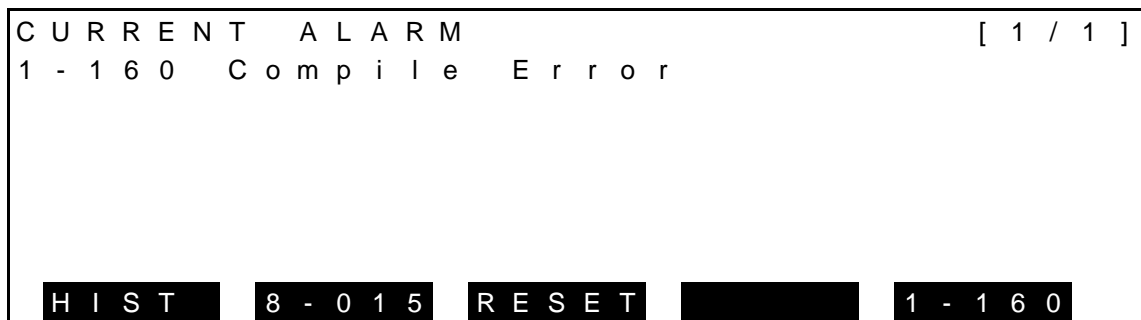 CURRENT ALARM [1/1]
1-160 Compile Error
HIST 8-015 RESET 1-160